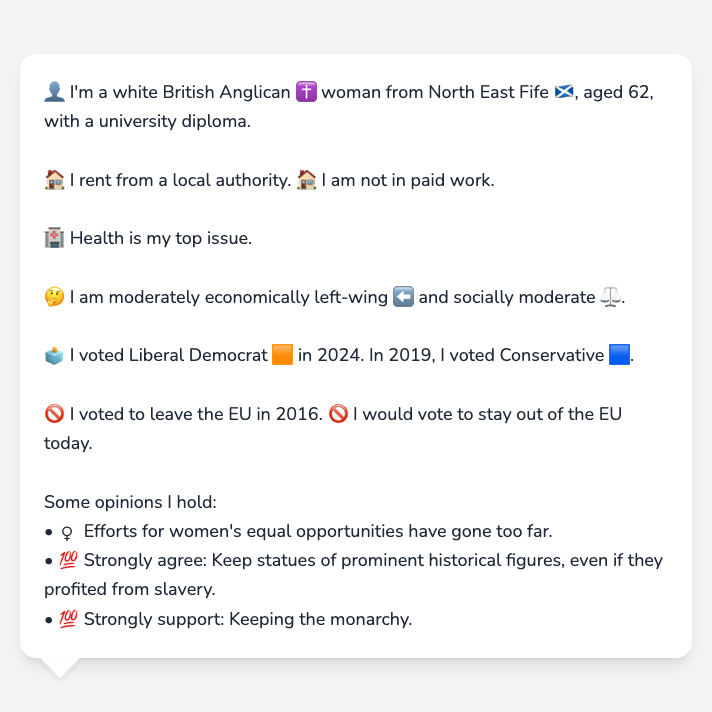 👤 I'm a white British Anglican ✝️ woman from North East Fife 🏴󠁧󠁢󠁳󠁣󠁴󠁿, aged 62,
with a university diploma.
🏠 I rent from a local authority. 🏠 I am not in paid work.
🏥 Health is my top issue.
🤔 I am moderately economically left-wing ⬅️ and socially moderate ⚖️.
🗳️ I voted Liberal Democrat 🟧 in 2024. In 2019, I voted Conservative 🟦.
🚫 I voted to leave the EU in 2016. 🚫 I would vote to stay out of the EU
today.
Some opinions I hold:
• ♀ Efforts for women's equal opportunities have gone too far.
• 💯 Strongly agree: Keep statues of prominent historical figures, even if they
profited from slavery.
• 💯 Strongly support: Keeping the monarchy.